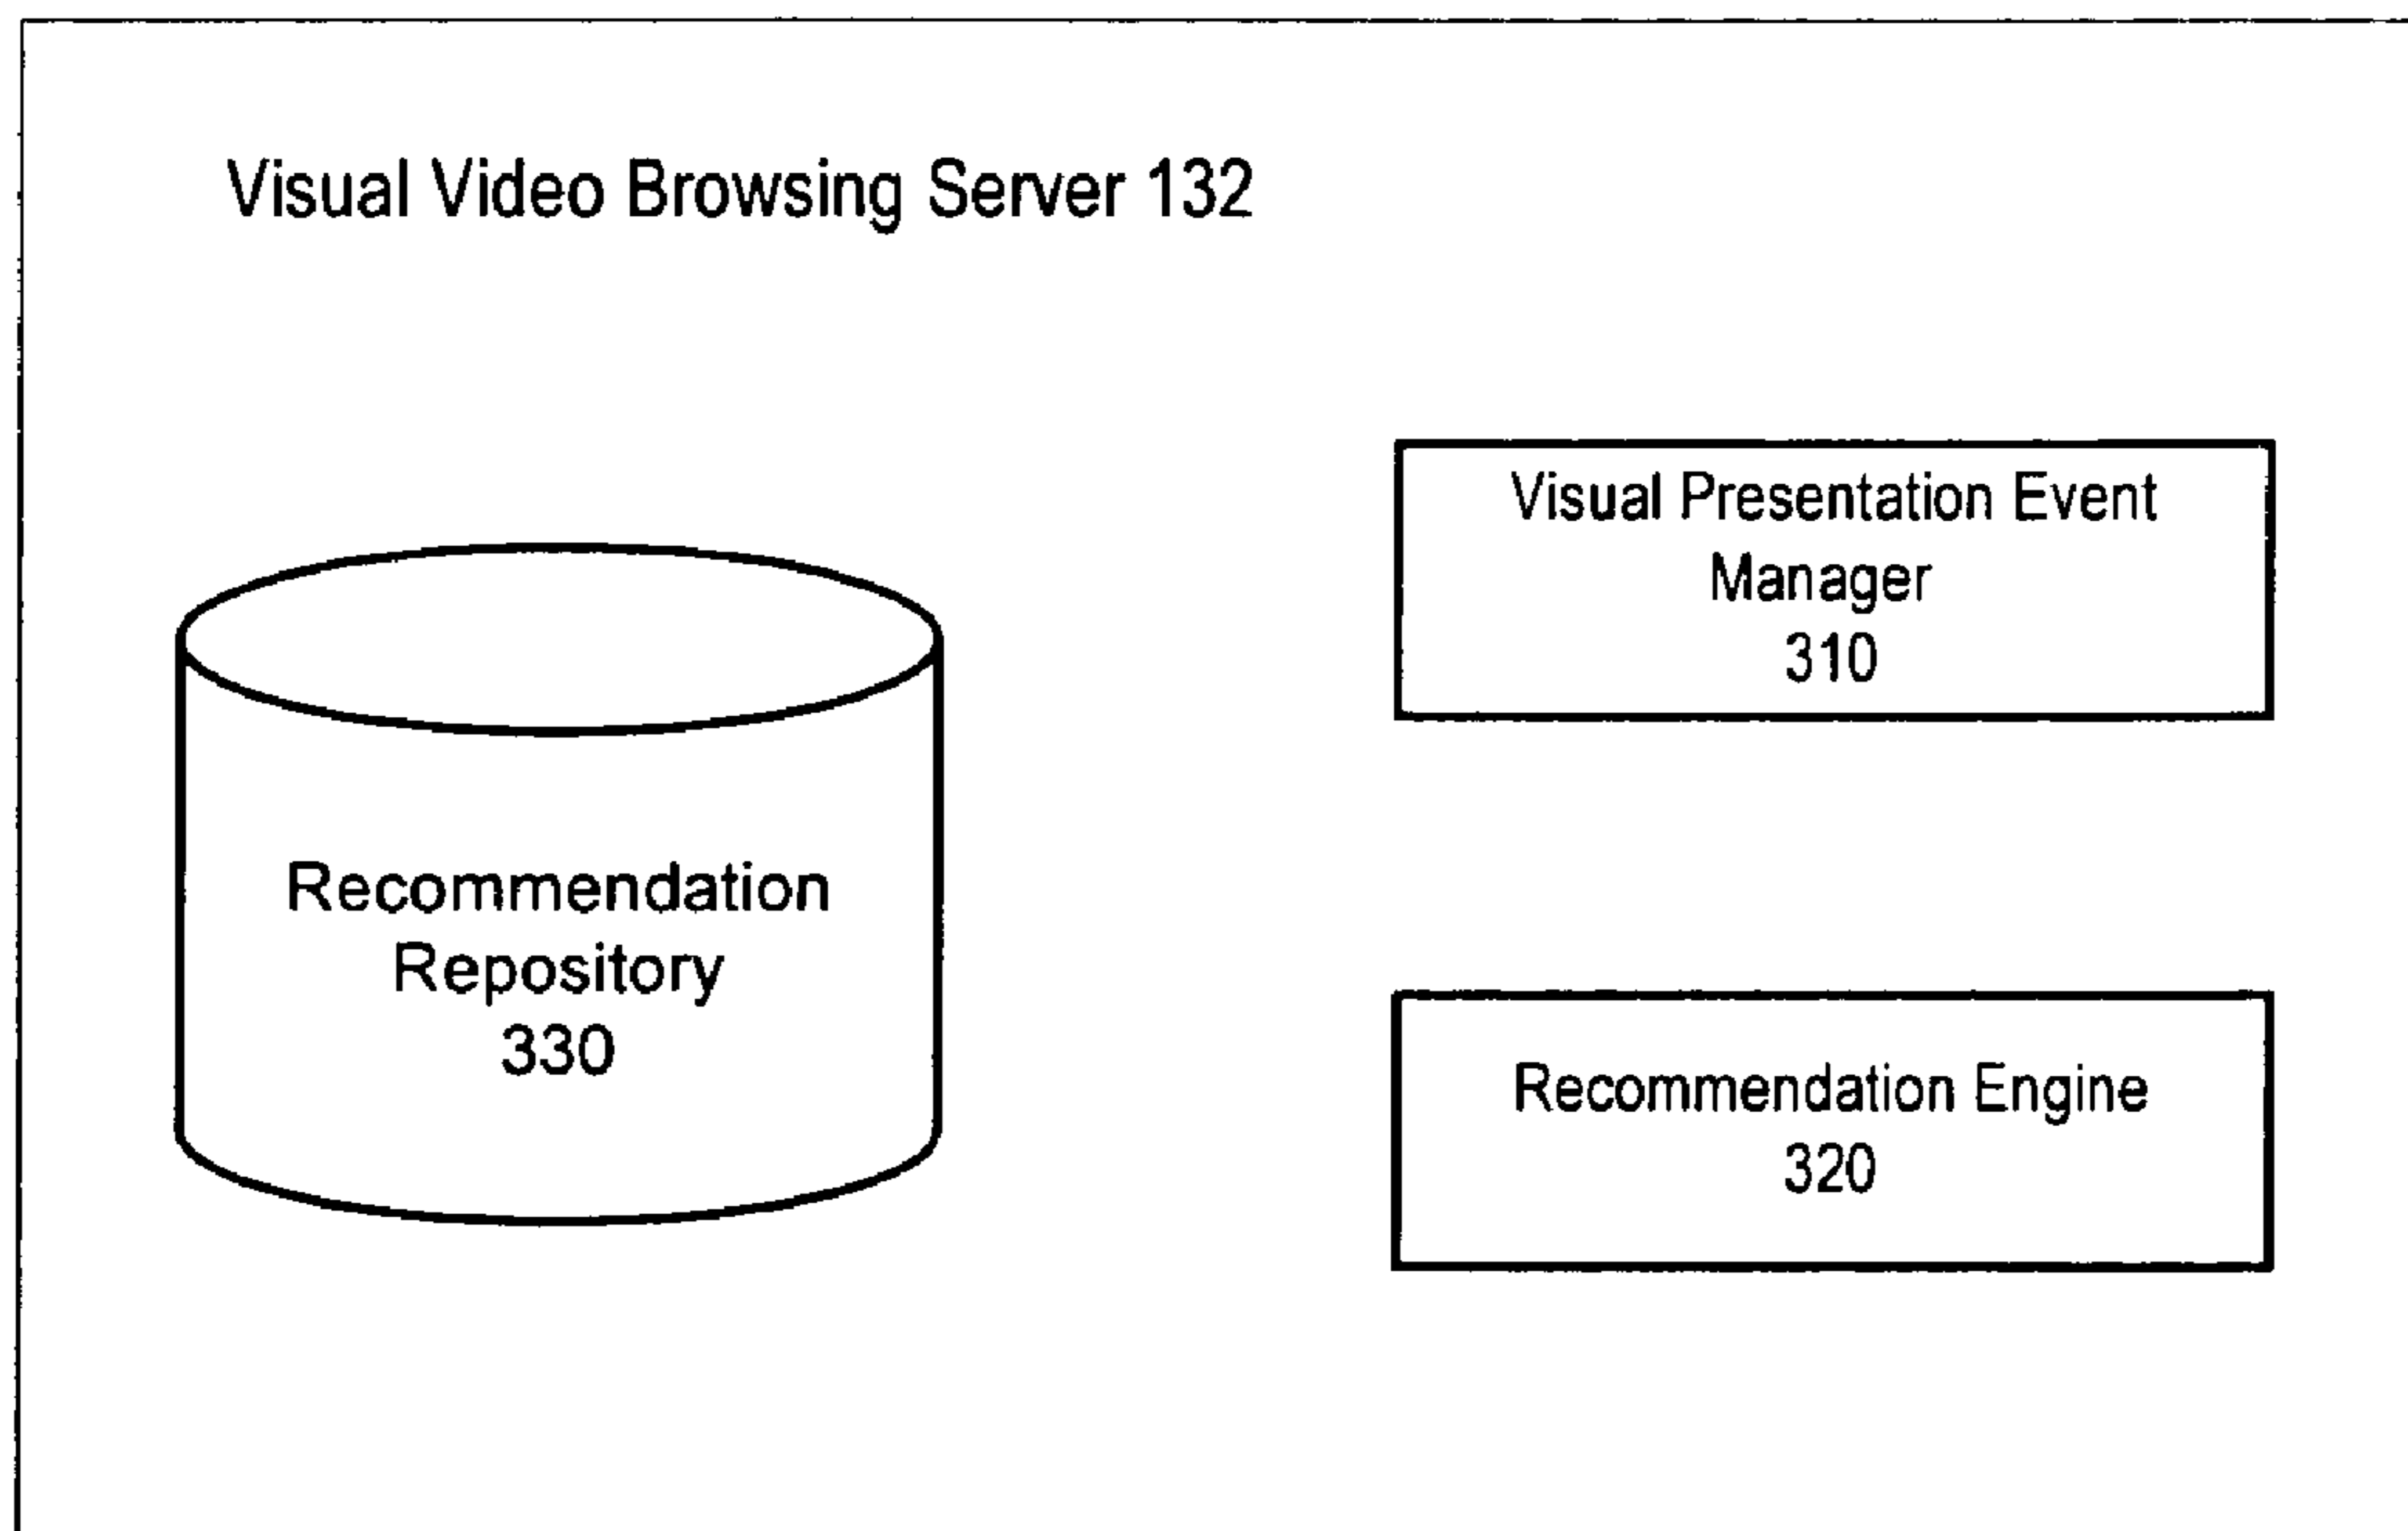 Visual Video Browsing Server 132
Visual Presentation Event
Manager
310
Recommendation
Repository
330
Recommendation Engine
320